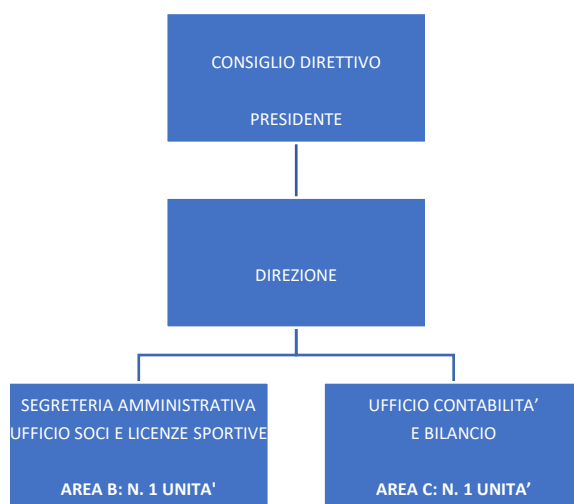 CONSIGLIO DIRETTIVO
PRESIDENTE
DIREZIONE
SEGRETERIA AMMINISTRATIVA
UFFICIO SOCI E LICENZE SPORTIVE
AREA B: N. 1 UNITA'
UFFICIO CONTABILITA’
E BILANCIO
AREA C: N. 1 UNITA’